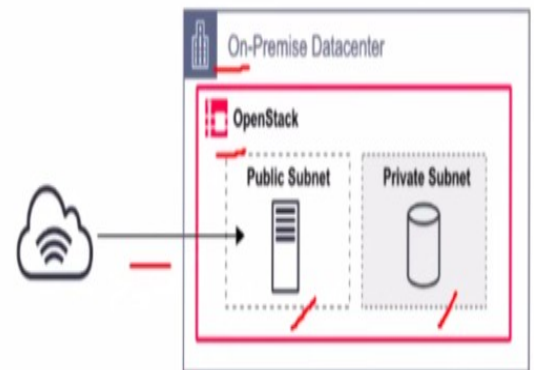 On-Premise Datacenter
OpenStack
Public Subnet
Private Subnet